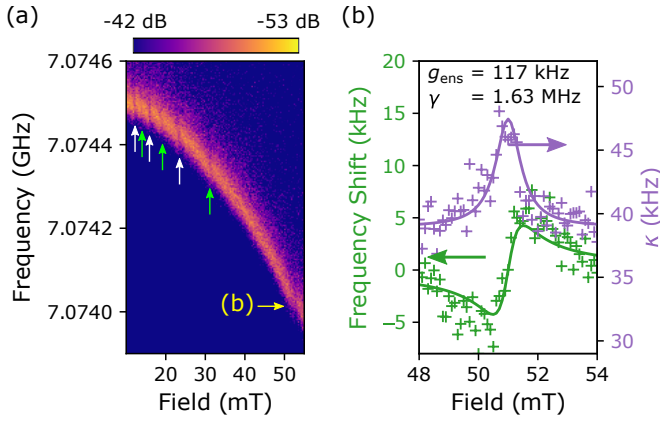 (a)
-42 dB
-53 dB
7.0746
7.0744
7.0742
7.0740
Frequency (GHz)
(b)
10
20
30
40
50
Field (mT)
(b)
g_ens = 117 kHz
γ = 1.63 MHz
20
15
10
5
0
−5
Frequency Shift (kHz)
50
45
40
35
30
κ (kHz)
48
50
52
54
Field (mT)